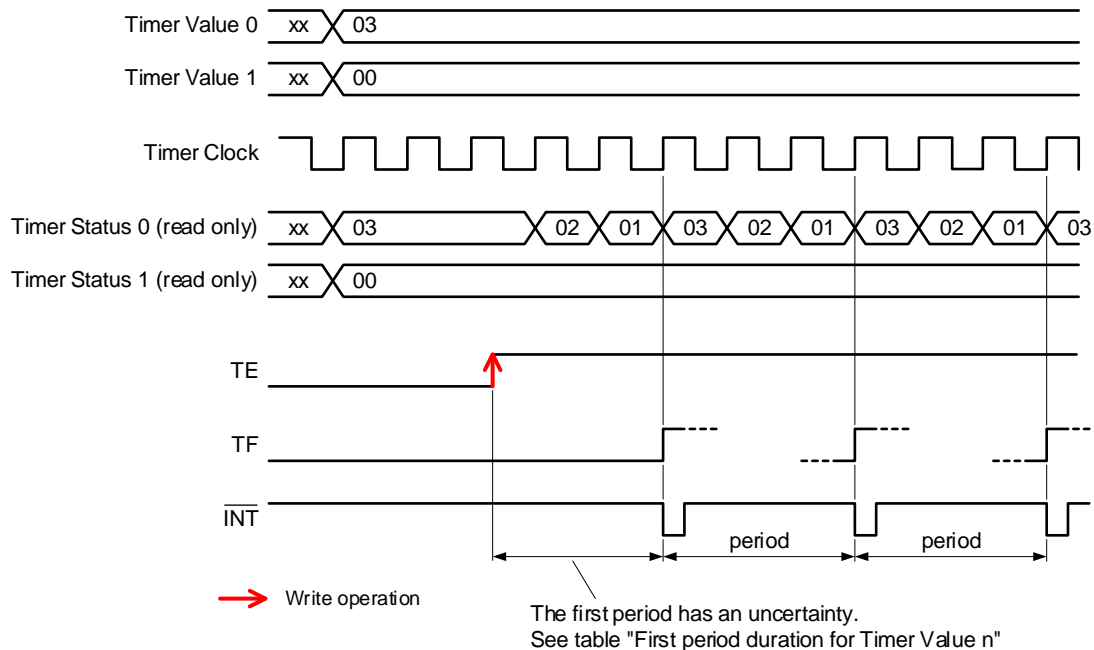 Timer Value 0 xx 03
Timer Value 1 xx 00
Timer Clock
Timer Status 0 (read only) xx 03 02 01 03 02 01 03 02 01 03
Timer Status 1 (read only) xx 00
TE
TF
INT
period period
Write operation
The first period has an uncertainty.
See table "First period duration for Timer Value n"